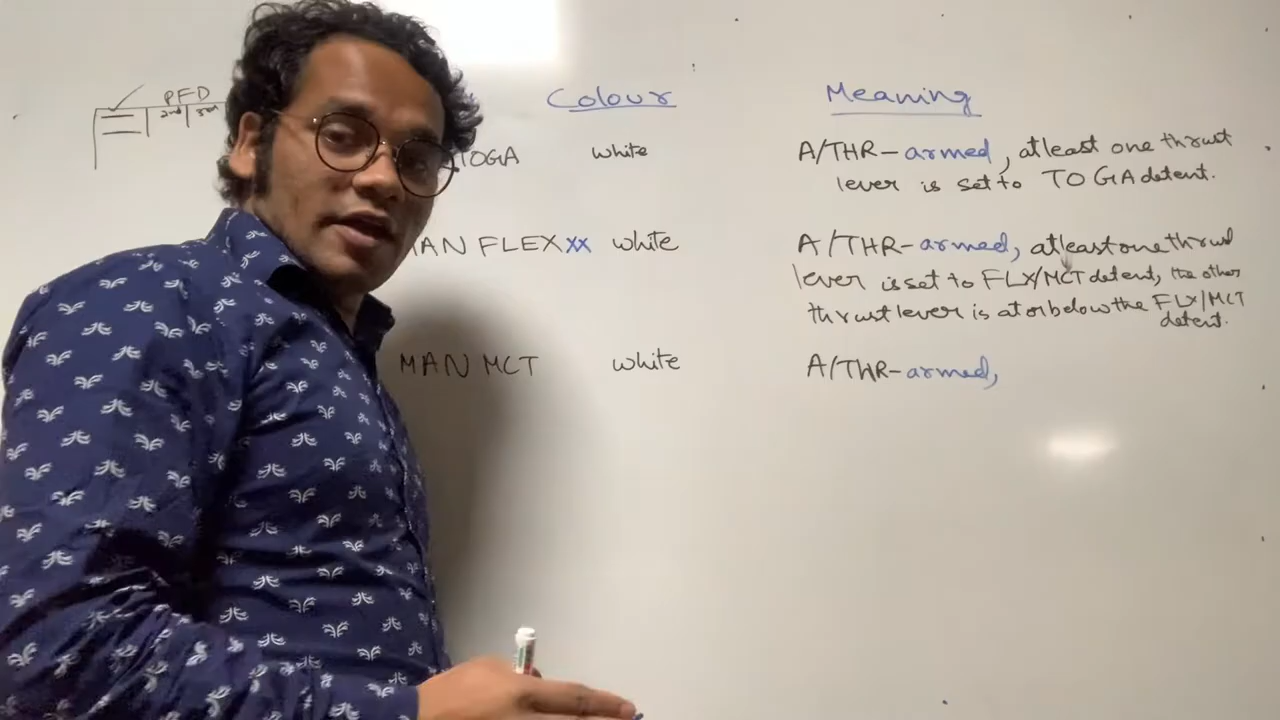 PFD
2nd
Colour
Meaning
TOGA white A/THR-armed, atleast one thrust
lever is set to TOGA detent.
MAN FLEX XX white A/THR-armed, atleast one thrust
lever is set to FLX/MCT detent, the other
thrust lever is at or below the FLX/MCT
detent.
MAN MCT white A/THR-armed,